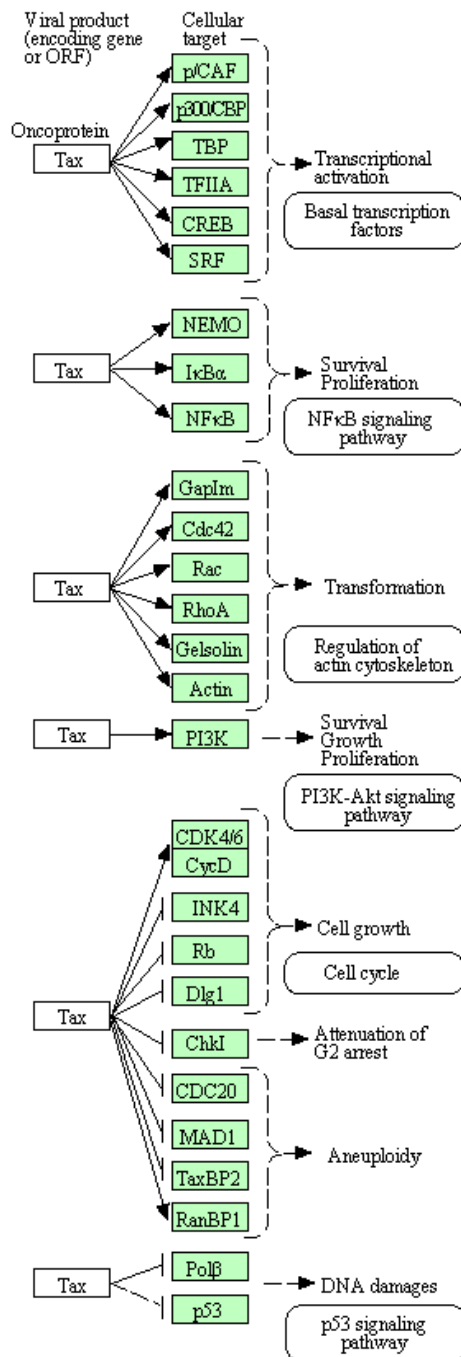 Viral product
(encoding gene
or ORF)
Cellular
target
Oncoprotein
Tax
p/CAF
p300/CBP
TBP
TFIIA
CREB
SRF
Transcriptional
activation
Basal transcription
factors
Tax
NEMO
IκBα
NFκB
Survival
Proliferation
NFκB signaling
pathway
Tax
GapIm
Cdc42
Rac
RhoA
Gelsolin
Actin
Transformation
Regulation of
actin cytoskeleton
Tax
PI3K
Survival
Growth
Proliferation
PI3K-Akt signaling
pathway
Tax
CDK4/6
CycD
INK4
Rb
Dlg1
ChkI
CDC20
MAD1
TaxBP2
RanBP1
Cell growth
Cell cycle
Attenuation of
G2 arrest
Aneuploidy
Tax
Polβ
p53
DNA damages
p53 signaling
pathway